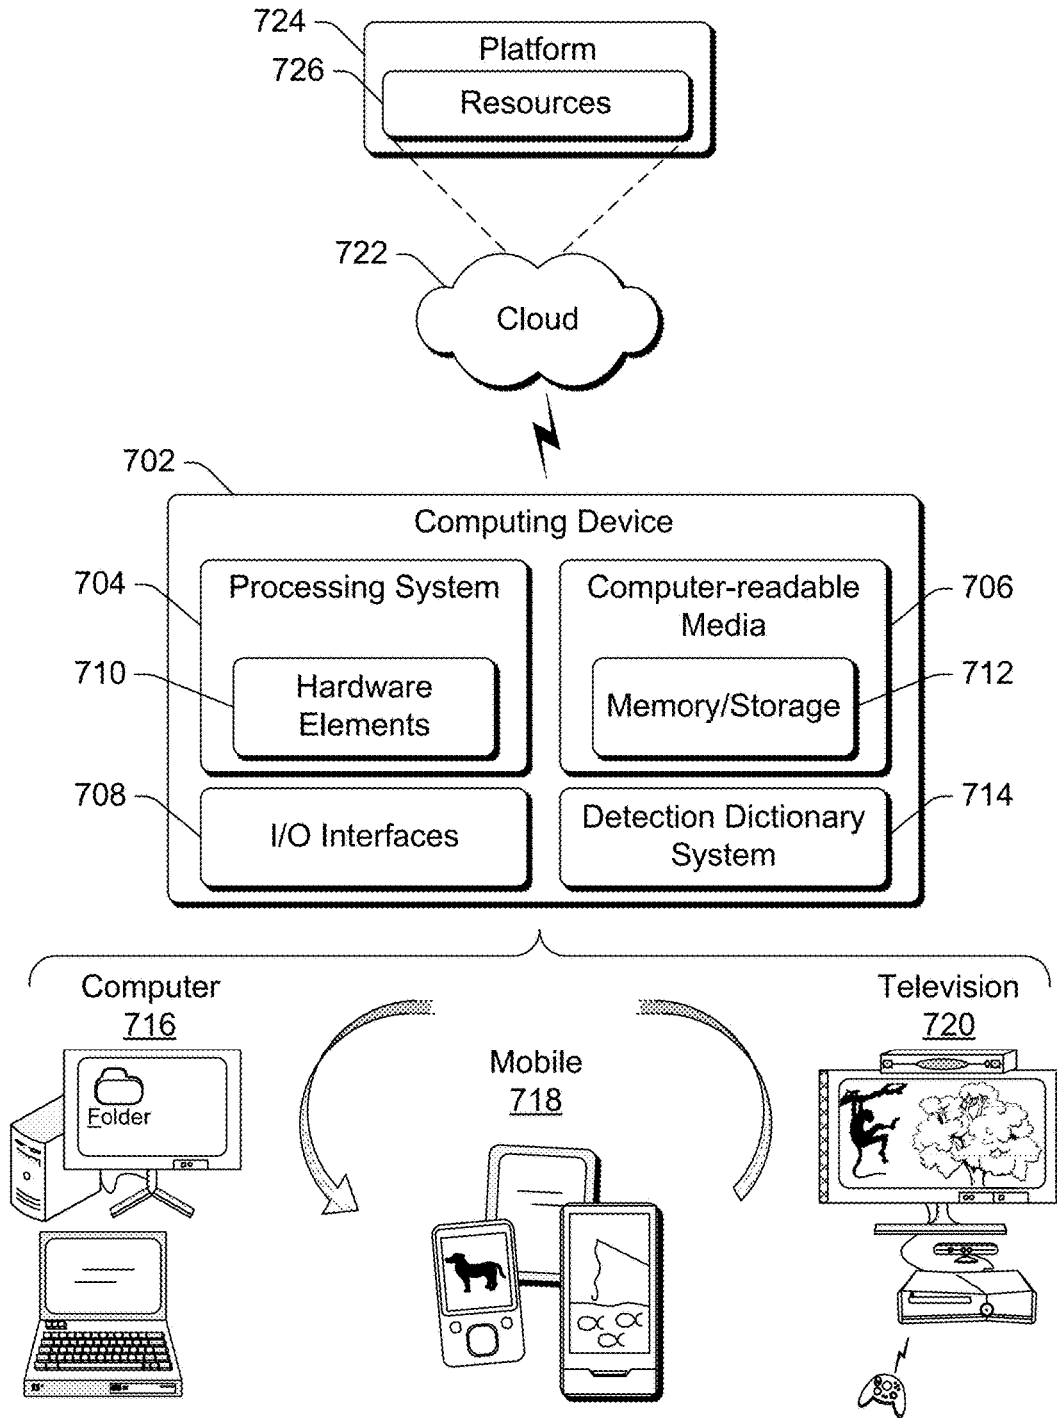 724
Platform
726
Resources
722
Cloud
702
Computing Device
704
Processing System
Computer-readable
Media
706
710
Hardware
Elements
Memory/Storage
712
708
I/O Interfaces
Detection Dictionary
System
714
Computer
716
Mobile
718
Television
720
Folder